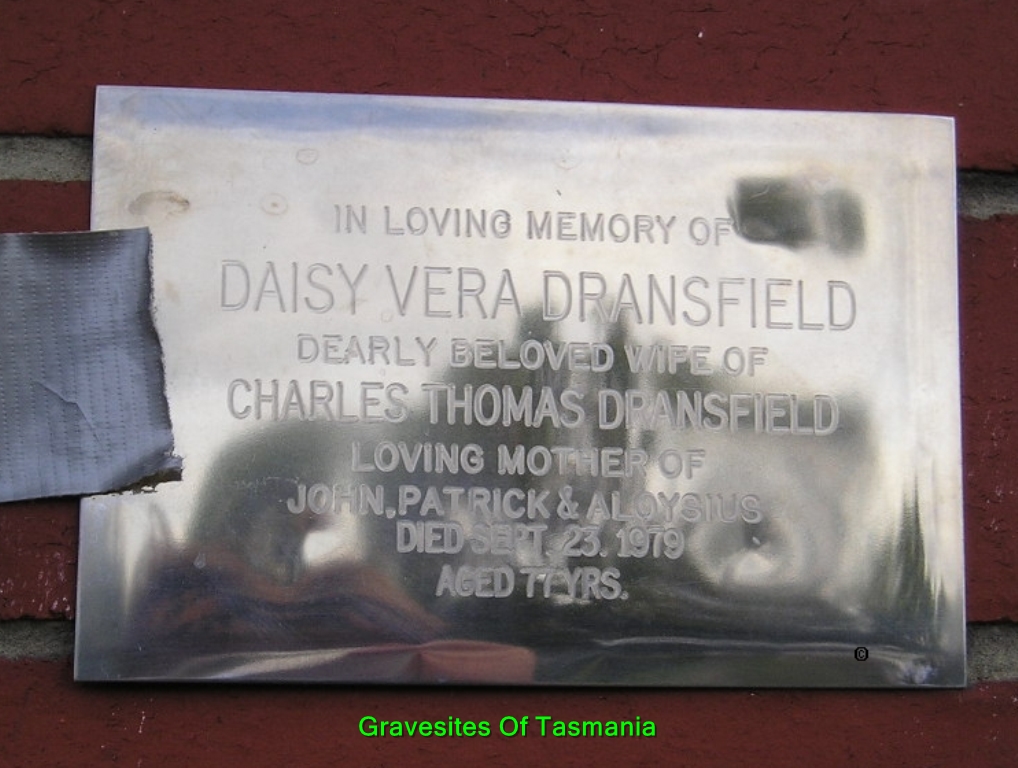 IN LOVING MEMORY OF
DAISY VERA DRANSFIELD
DEARLY BELOVED WIFE OF
CHARLES THOMAS DRANSFIELD
LOVING MOTHER OF
JOHN, PATRICK & ALOYSIUS
DIED SEPT. 23. 1979
AGED 77 YRS.
©
Gravesites Of Tasmania